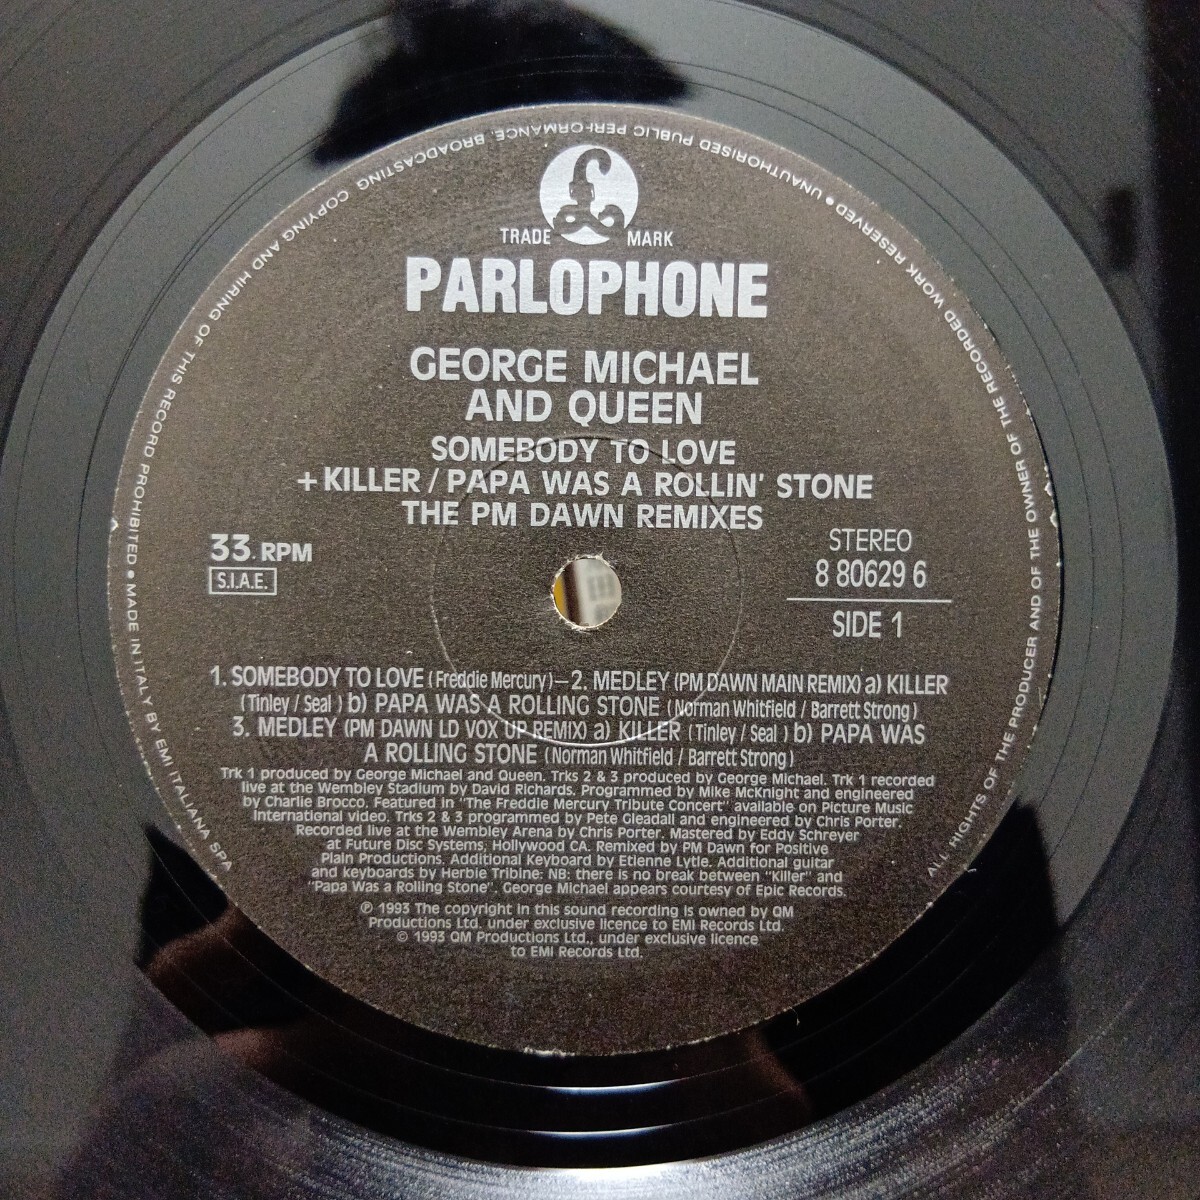 TRADE MARK
PARLOPHONE
GEORGE MICHAEL
AND QUEEN
SOMEBODY TO LOVE
+ KILLER / PAPA WAS A ROLLIN' STONE
THE PM DAWN REMIXES
33 RPM
S.I.A.E.
STEREO
8 80629 6
SIDE 1
1. SOMEBODY TO LOVE (Freddie Mercury) – 2. MEDLEY (PM DAWN MAIN REMIX) a) KILLER
(Tinley / Seal ) b) PAPA WAS A ROLLING STONE (Norman Whitfield / Barrett Strong)
3. MEDLEY (PM DAWN LD VOX UP REMIX) a) KILLER (Tinley / Seal ) b) PAPA WAS
A ROLLING STONE (Norman Whitfield / Barrett Strong)
Trk 1 produced by George Michael and Queen. Trks 2 & 3 produced by George Michael. Trk 1 recorded
live at the Wembley Stadium by David Richards. Programmed by Mike McKnight and engineered
by Charlie Brocco. Featured in "The Freddie Mercury Tribute Concert" available on Picture Music
International video. Trks 2 & 3 programmed by Pete Gleadall and engineered by Chris Porter.
Recorded live at the Wembley Arena by Chris Porter. Mastered by Eddy Schreyer
at Future Disc Systems, Hollywood CA. Remixed by PM Dawn for Positive
Plain Productions. Additional Keyboard by Etienne Lytle. Additional guitar
and keyboards by Herbie Tribine: NB: there is no break between "Killer" and
"Papa Was a Rolling Stone". George Michael appears courtesy of Epic Records.
℗ 1993 The copyright in this sound recording is owned by QM
Productions Ltd. under exclusive licence to EMI Records Ltd.
© 1993 QM Productions Ltd., under exclusive licence
to EMI Records Ltd.
ALL RIGHTS OF THE PRODUCER AND OF THE OWNER OF THE RECORDED WORK RESERVED • UNAUTHORISED PUBLIC PERFORMANCE, BROADCASTING COPYING AND HIRING OF THIS RECORD PROHIBITED • MADE IN ITALY BY EMI ITALIANA SPA